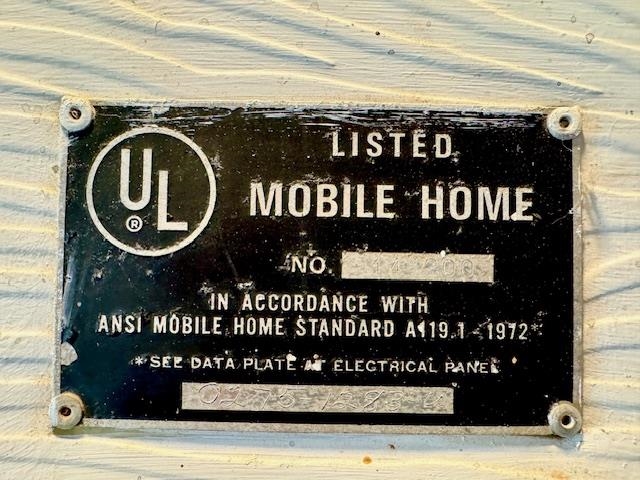 UL®
LISTED
MOBILE HOME
NO.
IN ACCORDANCE WITH
ANSI MOBILE HOME STANDARD A119.1-1972*
*SEE DATA PLATE AT ELECTRICAL PANEL